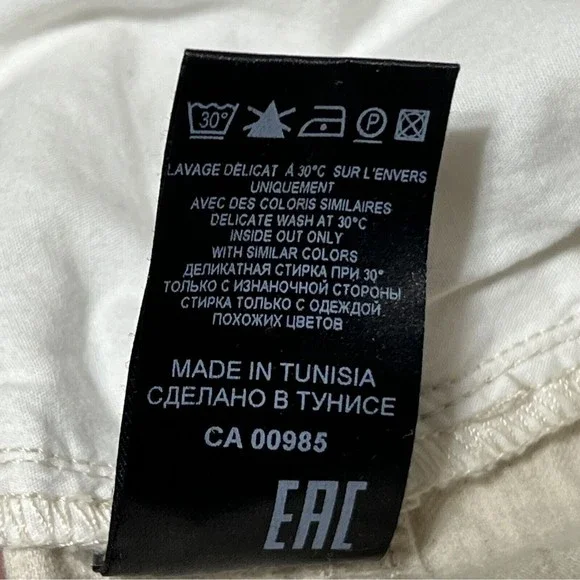 30°
P
LAVAGE DÉLICAT À 30°C SUR L'ENVERS
UNIQUEMENT
AVEC DES COLORIS SIMILAIRES
DELICATE WASH AT 30°C
INSIDE OUT ONLY
WITH SIMILAR COLORS
ДЕЛИКАТНАЯ СТИРКА ПРИ 30°
ТОЛЬКО С ИЗНАНОЧНОЙ СТОРОНЫ
СТИРКА ТОЛЬКО С ОДЕЖДОЙ
ПОХОЖИХ ЦВЕТОВ
MADE IN TUNISIA
СДЕЛАНО В ТУНИСЕ
CA 00985
EAC